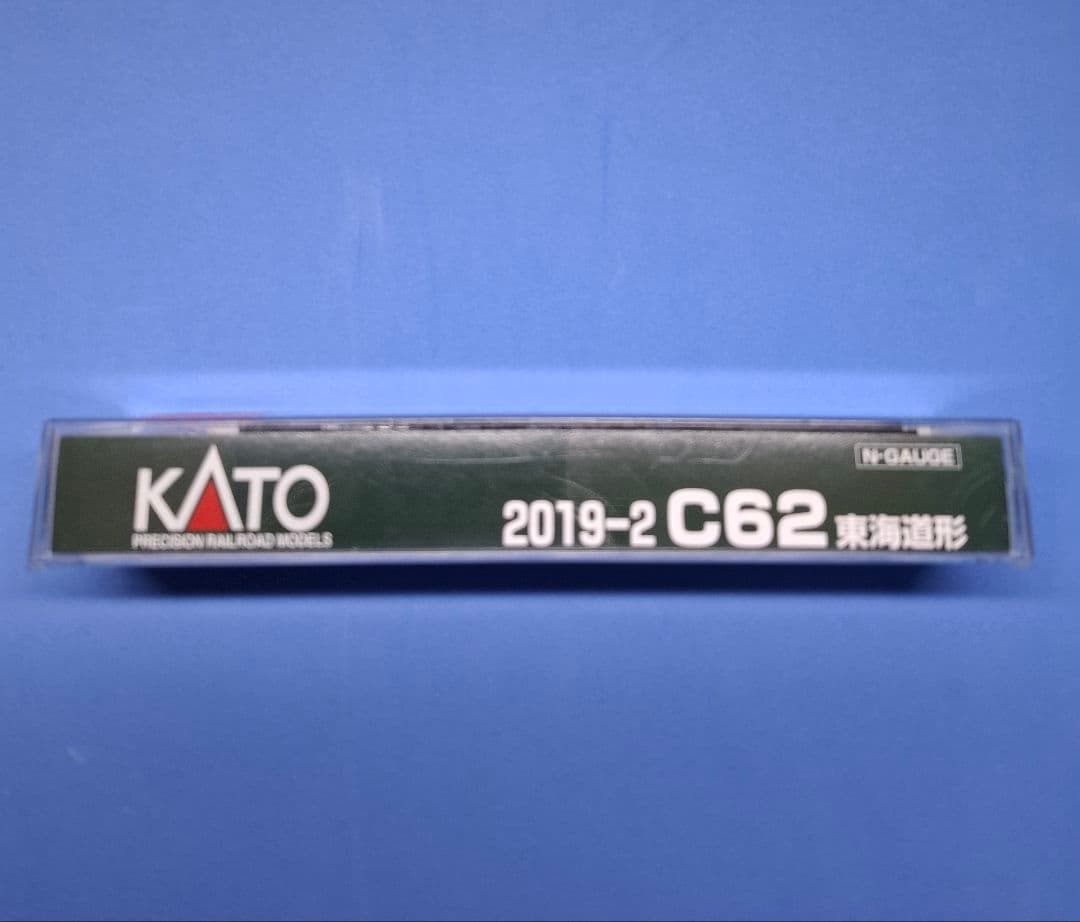 N-GAUGE
KATO
PRECISION RAILROAD MODELS
2019-2 C62 東海道形